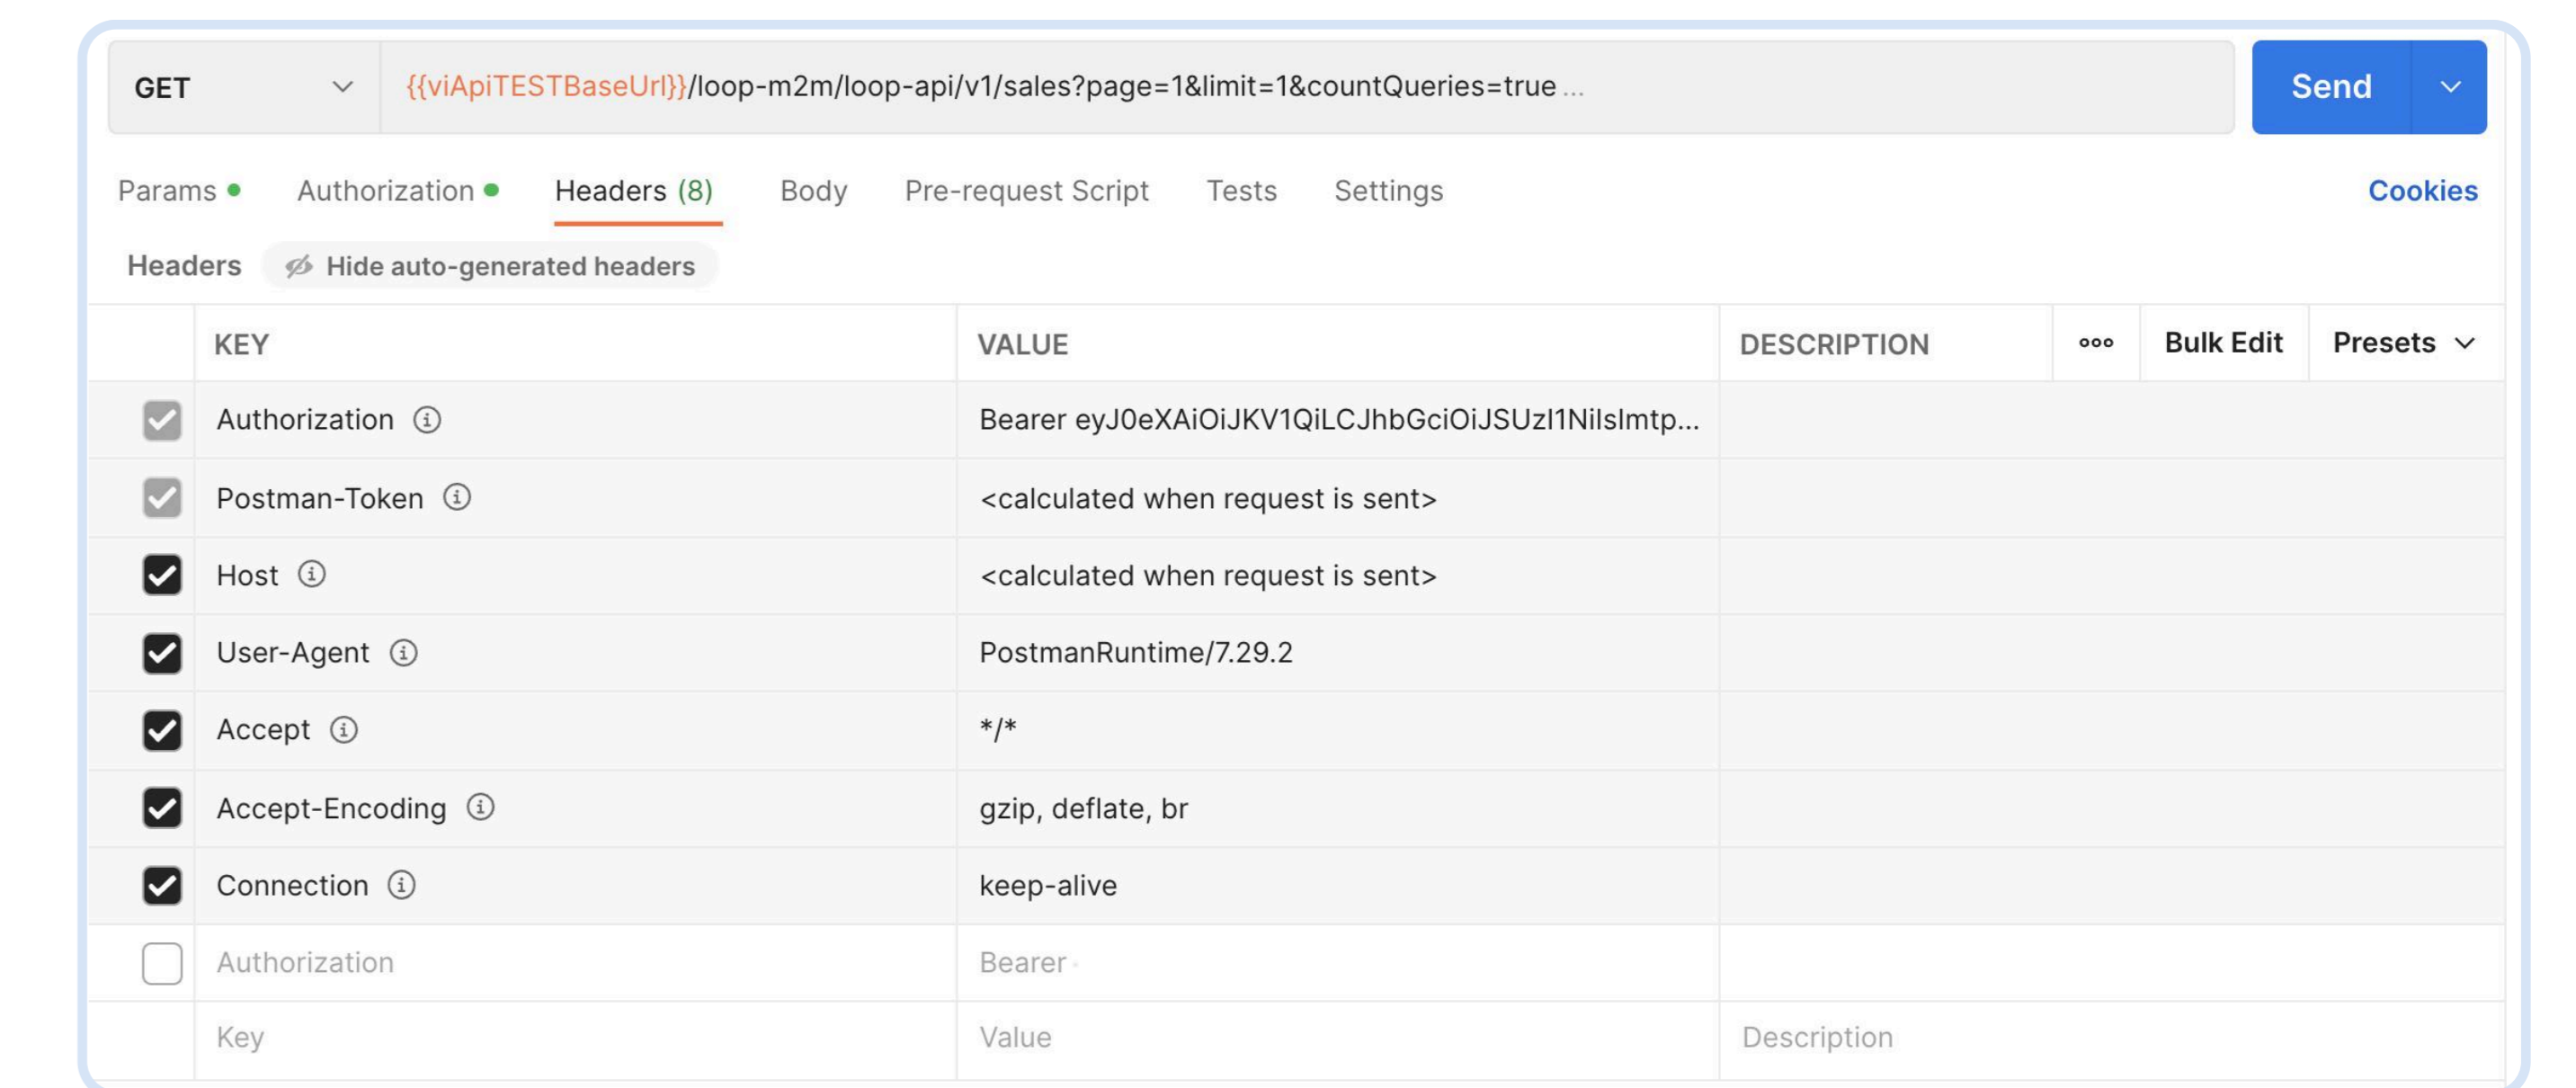 GET {{viApiTESTBaseUrl}}/loop-m2m/loop-api/v1/sales?page=1&limit=1&countQueries=true ... Send
Params Authorization Headers (8) Body Pre-request Script Tests Settings Cookies
Headers Hide auto-generated headers
KEY VALUE DESCRIPTION ooo Bulk Edit Presets
Authorization Bearer eyJ0eXAiOiJKV1QiLCJhbGciOiJSUzI1NiIsImtp...
Postman-Token <calculated when request is sent>
Host <calculated when request is sent>
User-Agent PostmanRuntime/7.29.2
Accept */*
Accept-Encoding gzip, deflate, br
Connection keep-alive
Authorization Bearer
Key Value Description